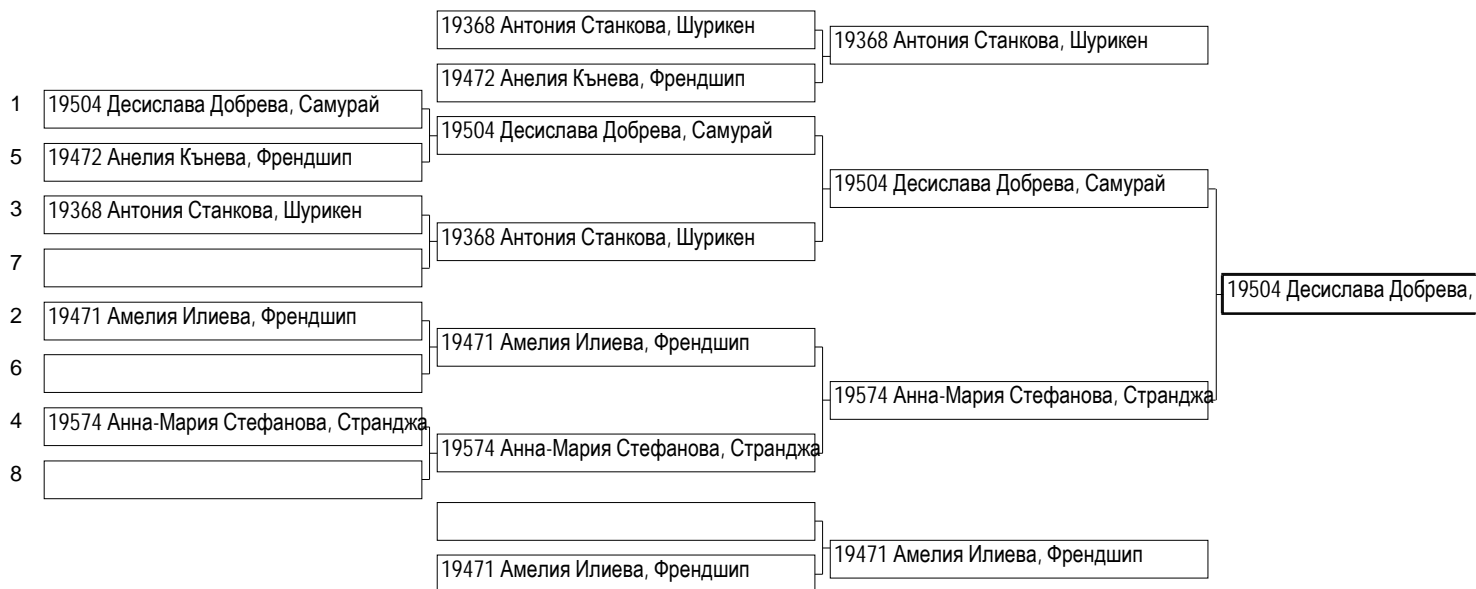 19368 Антония Станкова, Шурикен
19368 Антония Станкова, Шурикен
19472 Анелия Кънева, Френдшип
1 19504 Десислава Добрева, Самурай
19504 Десислава Добрева, Самурай
5 19472 Анелия Кънева, Френдшип
19504 Десислава Добрева, Самурай
3 19368 Антония Станкова, Шурикен
19368 Антония Станкова, Шурикен
7
19504 Десислава Добрева,
2 19471 Амелия Илиева, Френдшип
19471 Амелия Илиева, Френдшип
6
19574 Анна-Мария Стефанова, Странджа
4 19574 Анна-Мария Стефанова, Странджа
19574 Анна-Мария Стефанова, Странджа
8
19471 Амелия Илиева, Френдшип
19471 Амелия Илиева, Френдшип